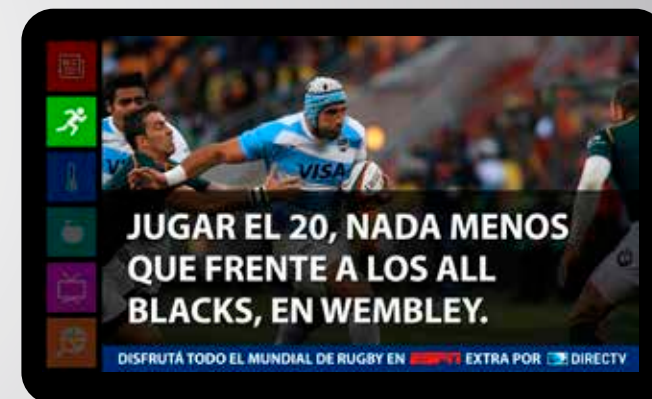 VISA
JUGAR EL 20, NADA MENOS
QUE FRENTE A LOS ALL
BLACKS, EN WEMBLEY.
DISFRUTÁ TODO EL MUNDIAL DE RUGBY EN ESPN EXTRA POR DIRECTV